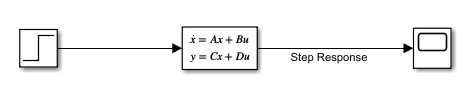 ẋ = Ax + Bu
y = Cx + Du
Step Response